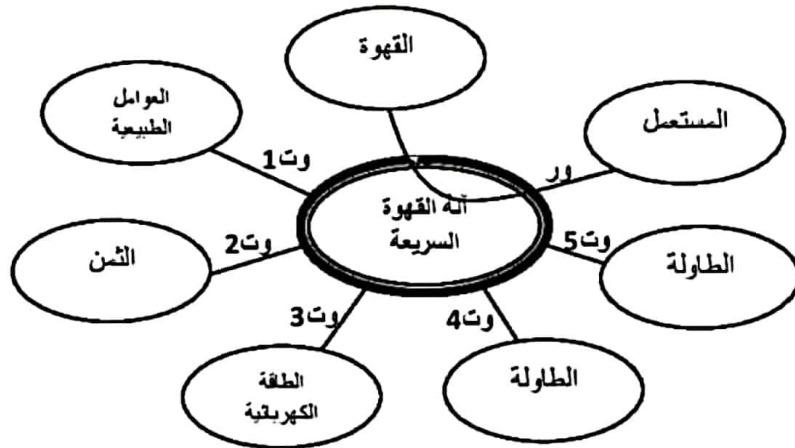 القهوة
العوامل
الطبيعية
المستعمل
وت1
ور
آلة القهوة
السريعة
الثمن
وت2
وت5
الطاولة
وت3
وت4
الطاقة
الكهربائية
الطاولة